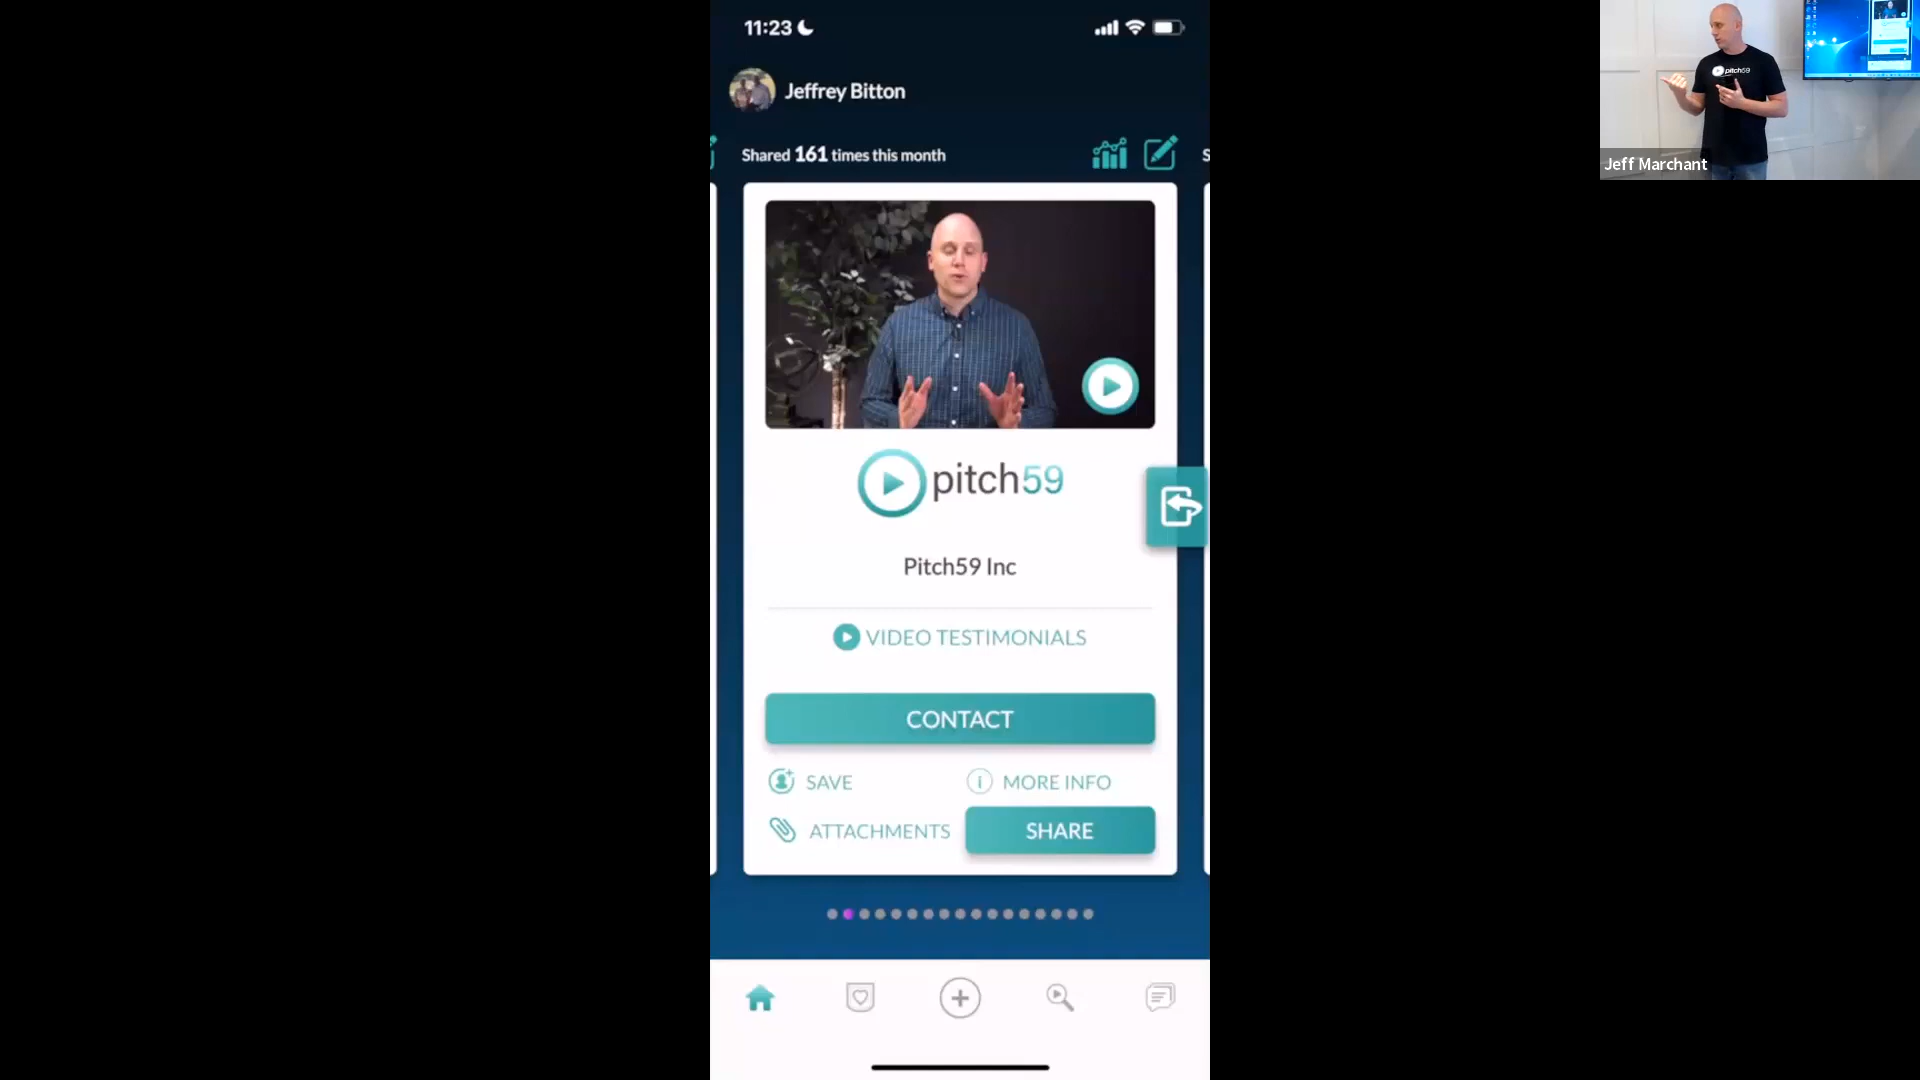 11:23
Jeffrey Bitton
Shared 161 times this month
S
pitch59
Pitch59 Inc
VIDEO TESTIMONIALS
CONTACT
SAVE
MORE INFO
ATTACHMENTS
SHARE
pitch59
Jeff Marchant